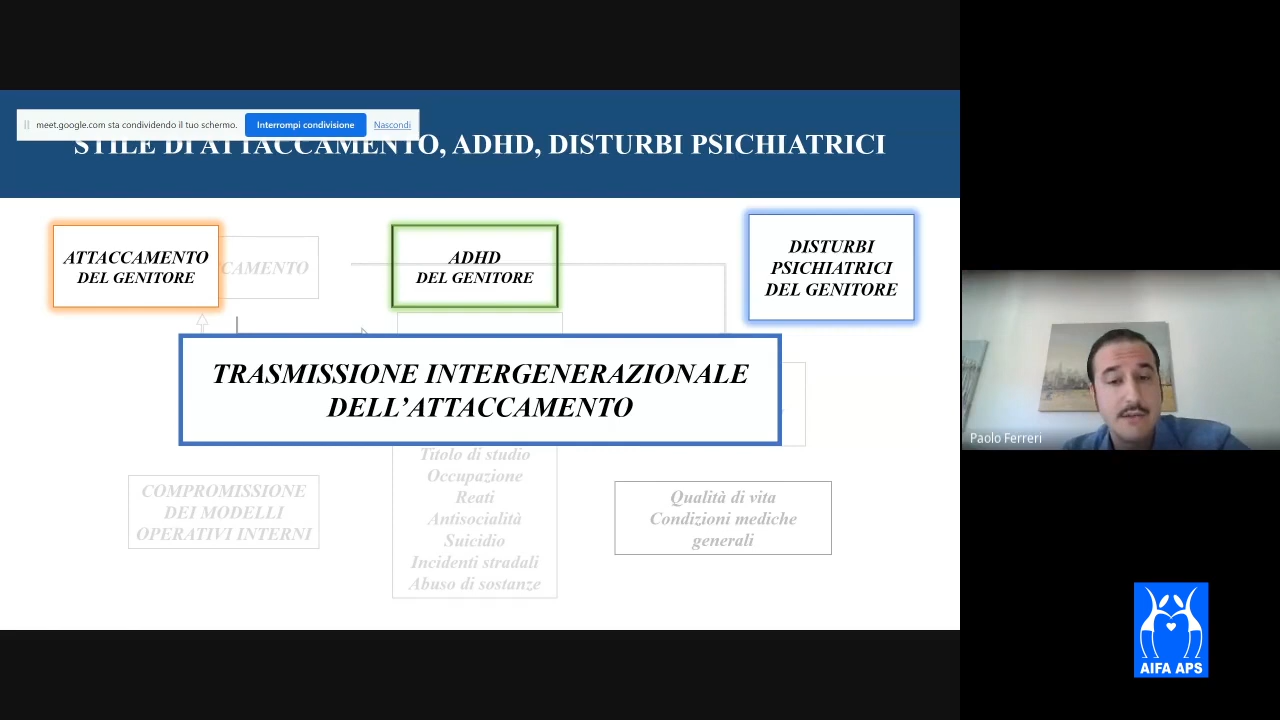 meet.google.com sta condividendo il tuo schermo.
Interrompi condivisione
Nascondi
STILE DI ATTACCAMENTO, ADHD, DISTURBI PSICHIATRICI
ATTACCAMENTO
DEL GENITORE
CAMENTO
ADHD
DEL GENITORE
DISTURBI
PSICHIATRICI
DEL GENITORE
TRASMISSIONE INTERGENERAZIONALE
DELL’ATTACCAMENTO
COMPROMISSIONE
DEI MODELLI
OPERATIVI INTERNI
Titolo di studio
Occupazione
Reati
Antisocialità
Suicidio
Incidenti stradali
Abuso di sostanze
Qualità di vita
Condizioni mediche
generali
Paolo Ferreri
AIFA APS